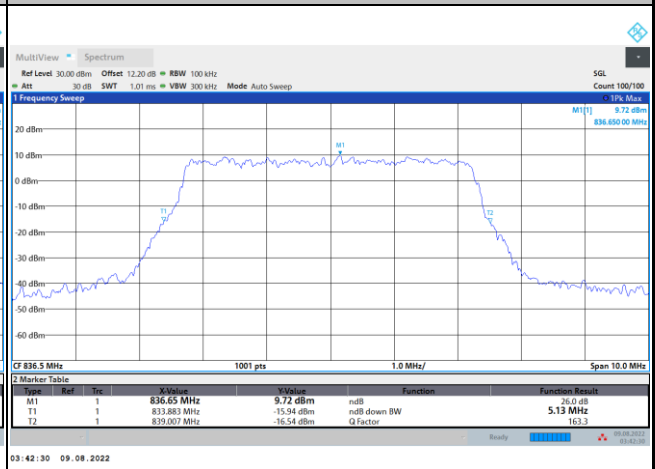 MultiView Spectrum
Ref Level 30.00 dBm Offset 12.20 dB RBW 100 kHz SGL
Att 30 dB SWT 1.01 ms VBW 300 kHz Mode Auto Sweep Count 100/100
1 Frequency Sweep 1Pk Max
M1[1] 9.72 dBm
836.650 00 MHz
20 dBm
M1
10 dBm
0 dBm
-10 dBm
T1 T2
-20 dBm
-30 dBm
-40 dBm
-50 dBm
-60 dBm
CF 836.5 MHz 1001 pts 1.0 MHz/ Span 10.0 MHz
2 Marker Table
Type Ref Trc X-Value Y-Value Function Function Result
M1 1 836.65 MHz 9.72 dBm ndB 26.0 dB
T1 1 833.883 MHz -15.94 dBm ndB down BW 5.13 MHz
T2 1 839.007 MHz -16.54 dBm Q Factor 163.3
Ready 09.08.2022
03:42:30
03:42:30 09.08.2022